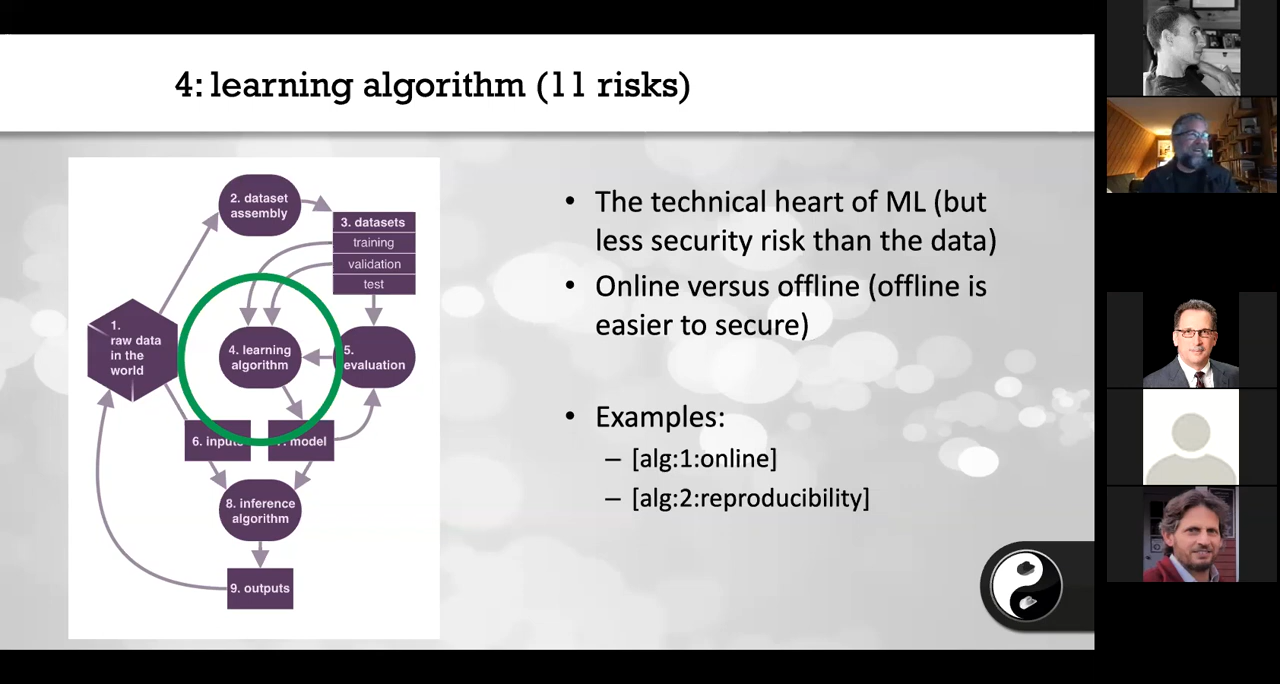 4: learning algorithm (11 risks)
2. dataset
assembly
3. datasets
training
validation
test
1.
raw data
in the
world
4. learning
algorithm
5.
evaluation
6. inputs
7. model
8. inference
algorithm
9. outputs
• The technical heart of ML (but
less security risk than the data)
• Online versus offline (offline is
easier to secure)
• Examples:
– [alg:1:online]
– [alg:2:reproducibility]